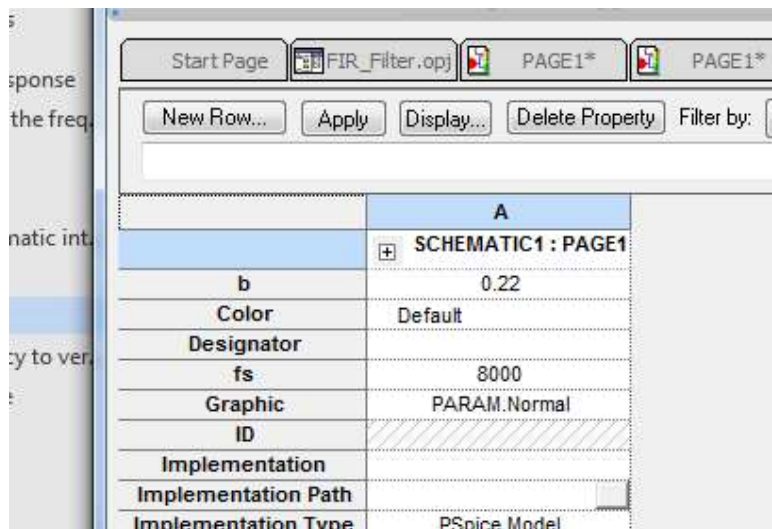 sponse
the freq.
matic int.
cy to ver.
Start Page
FIR_Filter.opj
PAGE1*
PAGE1*
New Row...
Apply
Display...
Delete Property
Filter by:
A
SCHEMATIC1 : PAGE1
b 0.22
Color Default
Designator
fs 8000
Graphic PARAM.Normal
ID
Implementation
Implementation Path
Implementation Type PSpice Model